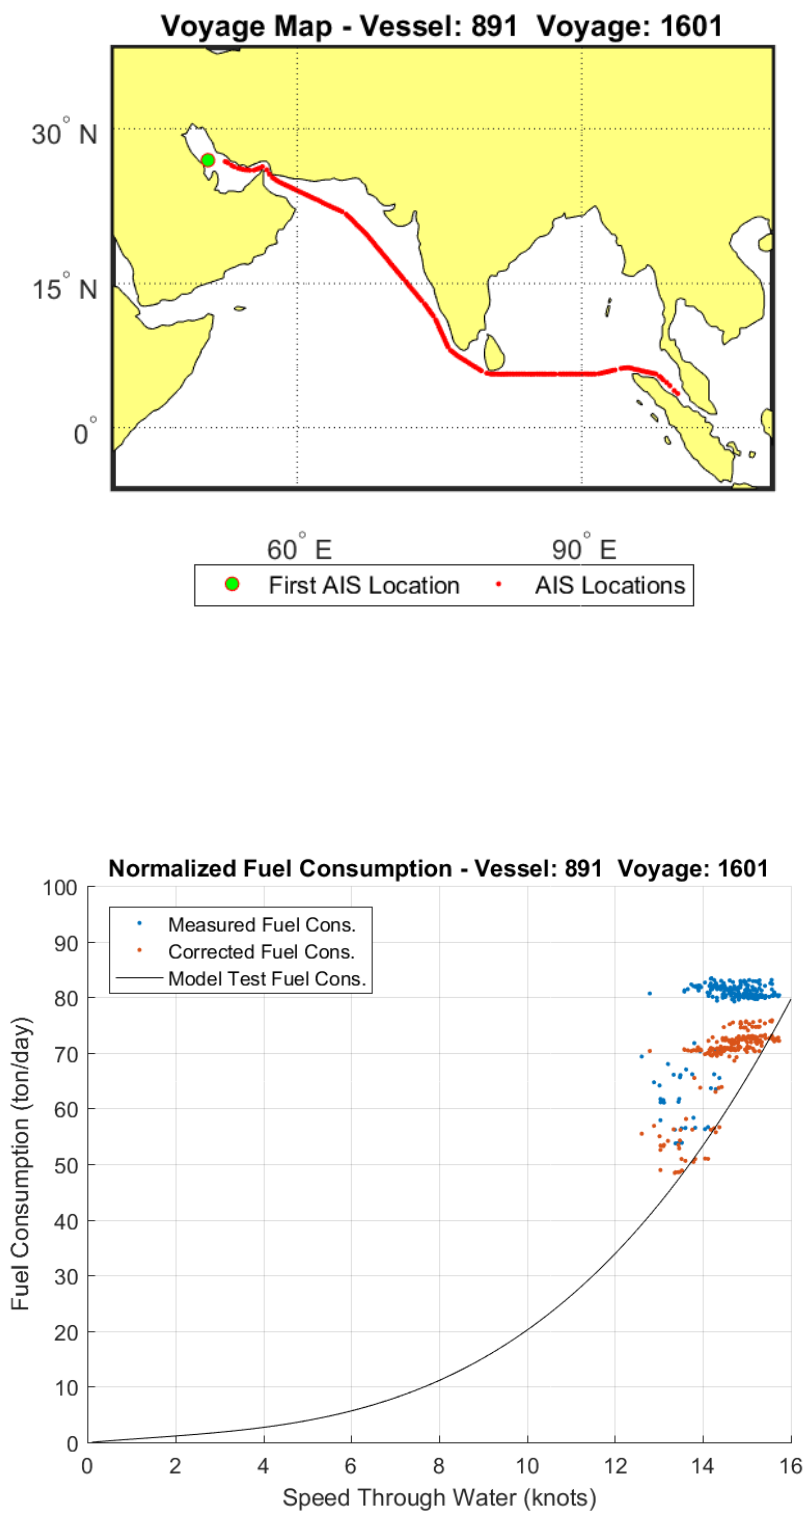 Voyage Map - Vessel: 891  Voyage: 1601
30° N
15° N
0°
60° E
90° E
First AIS Location
AIS Locations
Normalized Fuel Consumption - Vessel: 891  Voyage: 1601
100
90
80
70
60
50
40
30
20
10
0
Measured Fuel Cons.
Corrected Fuel Cons.
Model Test Fuel Cons.
Fuel Consumption (ton/day)
0 2 4 6 8 10 12 14 16
Speed Through Water (knots)